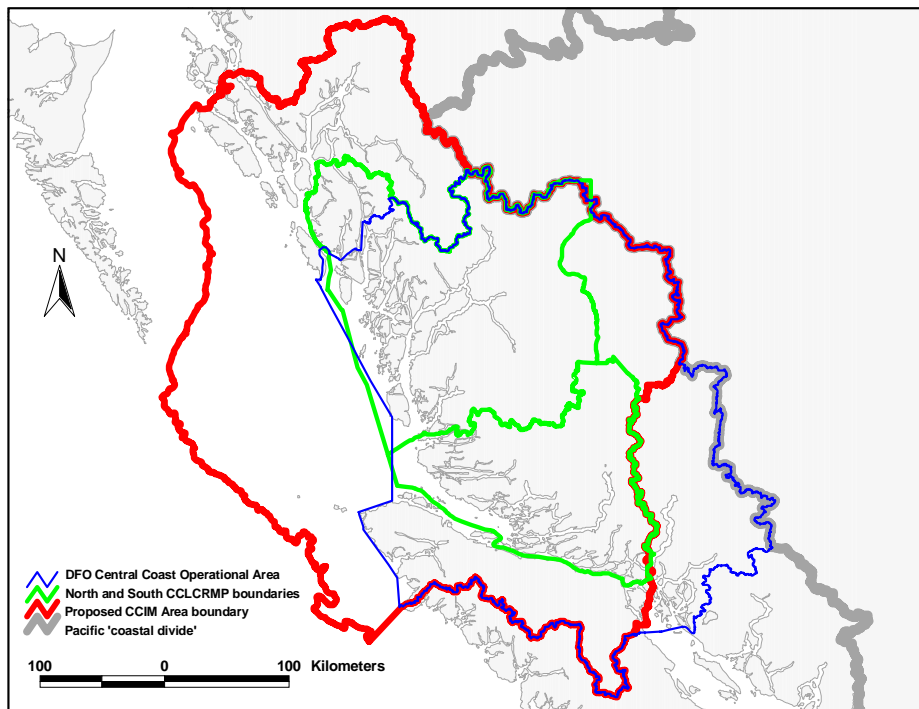 N
DFO Central Coast Operational Area
North and South CCLCRMP boundaries
Proposed CCIM Area boundary
Pacific 'coastal divide'
100 0 100 Kilometers